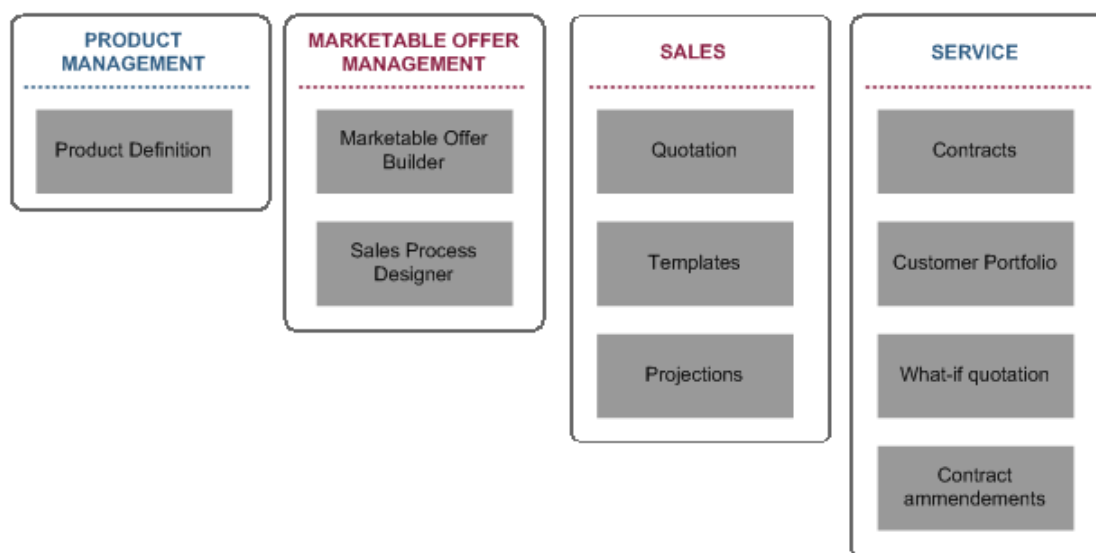 PRODUCT
MANAGEMENT
Product Definition
MARKETABLE OFFER
MANAGEMENT
Marketable Offer
Builder
Sales Process
Designer
SALES
Quotation
Templates
Projections
SERVICE
Contracts
Customer Portfolio
What-if quotation
Contract
ammendements